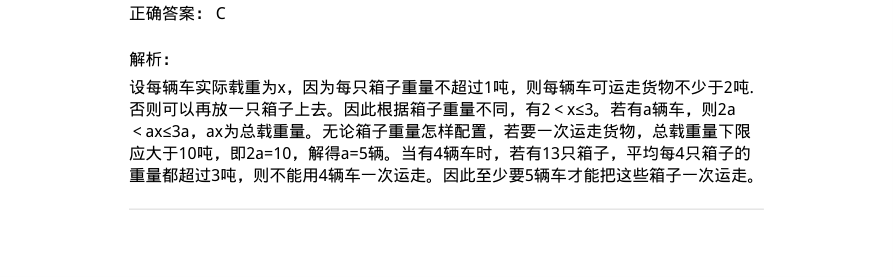 正确答案： C
解析：
设每辆车实际载重为x，因为每只箱子重量不超过1吨，则每辆车可运走货物不少于2吨.
否则可以再放一只箱子上去。因此根据箱子重量不同，有2＜x≤3。若有a辆车，则2a
＜ax≤3a，ax为总载重量。无论箱子重量怎样配置，若要一次运走货物，总载重量下限
应大于10吨，即2a=10，解得a=5辆。当有4辆车时，若有13只箱子，平均每4只箱子的
重量都超过3吨，则不能用4辆车一次运走。因此至少要5辆车才能把这些箱子一次运走。